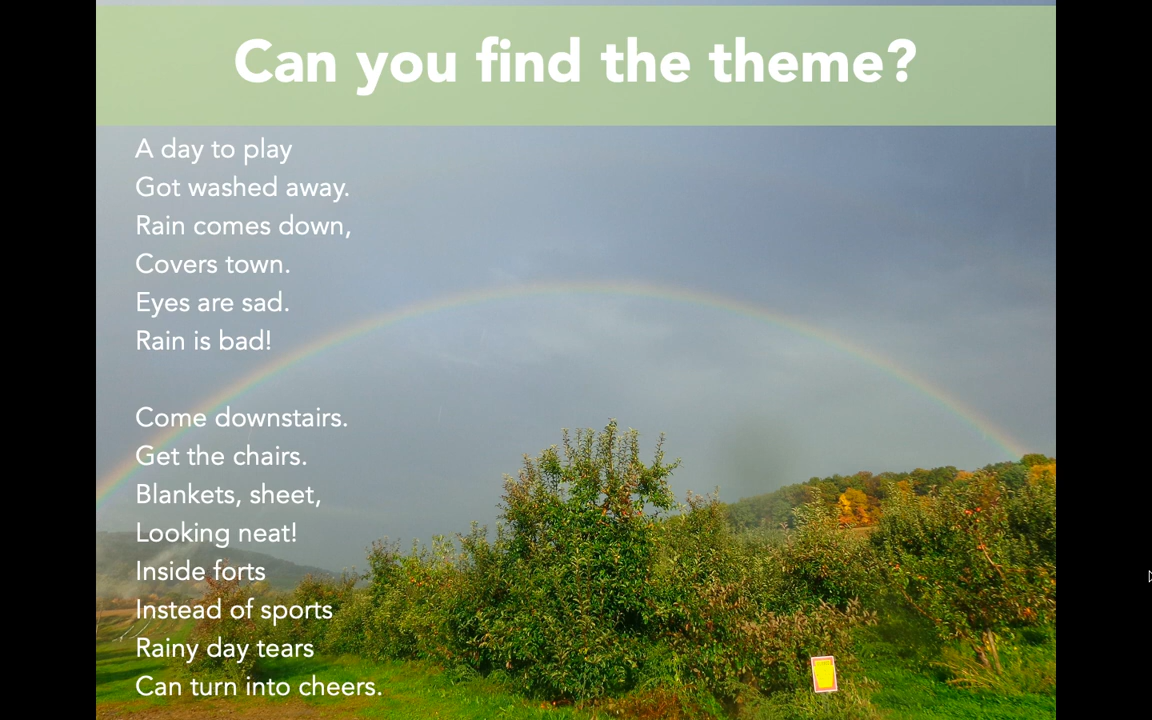 Can you find the theme?
A day to play
Got washed away.
Rain comes down,
Covers town.
Eyes are sad.
Rain is bad!
Come downstairs.
Get the chairs.
Blankets, sheet,
Looking neat!
Inside forts
Instead of sports
Rainy day tears
Can turn into cheers.